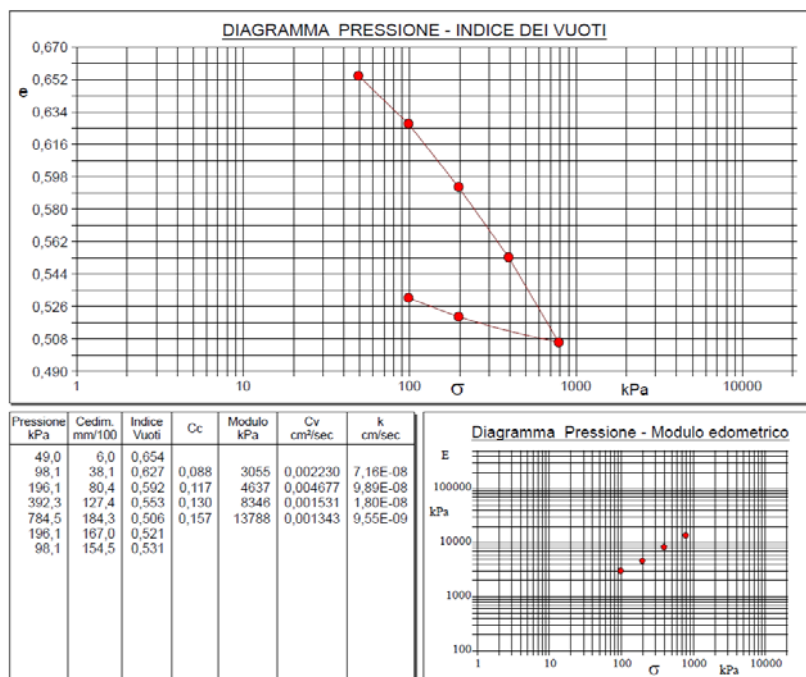 DIAGRAMMA PRESSIONE - INDICE DEI VUOTI
0,670
0,652
e
0,634
0,616
0,598
0,580
0,562
0,544
0,526
0,508
0,490
1 10 100 σ 1000 kPa 10000
Pressione kPa Cedim. mm/100 Indice Vuoti Cc Modulo kPa Cv cm²/sec k cm/sec
49,0 6,0 0,654
98,1 38,1 0,627 0,088 3055 0,002230 7,16E-08
196,1 80,4 0,592 0,117 4637 0,004677 9,89E-08
392,3 127,4 0,553 0,130 8346 0,001531 1,80E-08
784,5 184,3 0,506 0,157 13788 0,001343 9,55E-09
196,1 167,0 0,521
98,1 154,5 0,531
Diagramma Pressione - Modulo edometrico
E
100000
kPa
10000
1000
100
1 10 100 σ 1000 kPa 10000